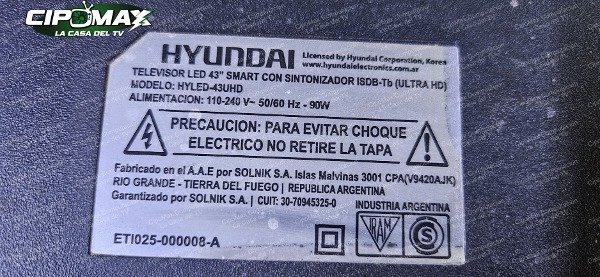 CIPOMAX
LA CASA DEL TV
HYUNDAI
Licensed by Hyundai Corporation, Korea
www.hyundaielectronics.com.ar
TELEVISOR LED 43" SMART CON SINTONIZADOR ISDB-Tb (ULTRA HD)
MODELO: HYLED-43UHD
ALIMENTACION: 110-240 V~ 50/60 Hz - 90W
PRECAUCION: PARA EVITAR CHOQUE
ELECTRICO NO RETIRE LA TAPA
Fabricado en el A.A.E por SOLNIK S.A. Islas Malvinas 3001 CPA(V9420AJK)
RIO GRANDE - TIERRA DEL FUEGO | REPUBLICA ARGENTINA
Garantizado por SOLNIK S.A. | CUIT: 30-70945325-0
INDUSTRIA ARGENTINA
IRAM
S
ETI025-000008-A